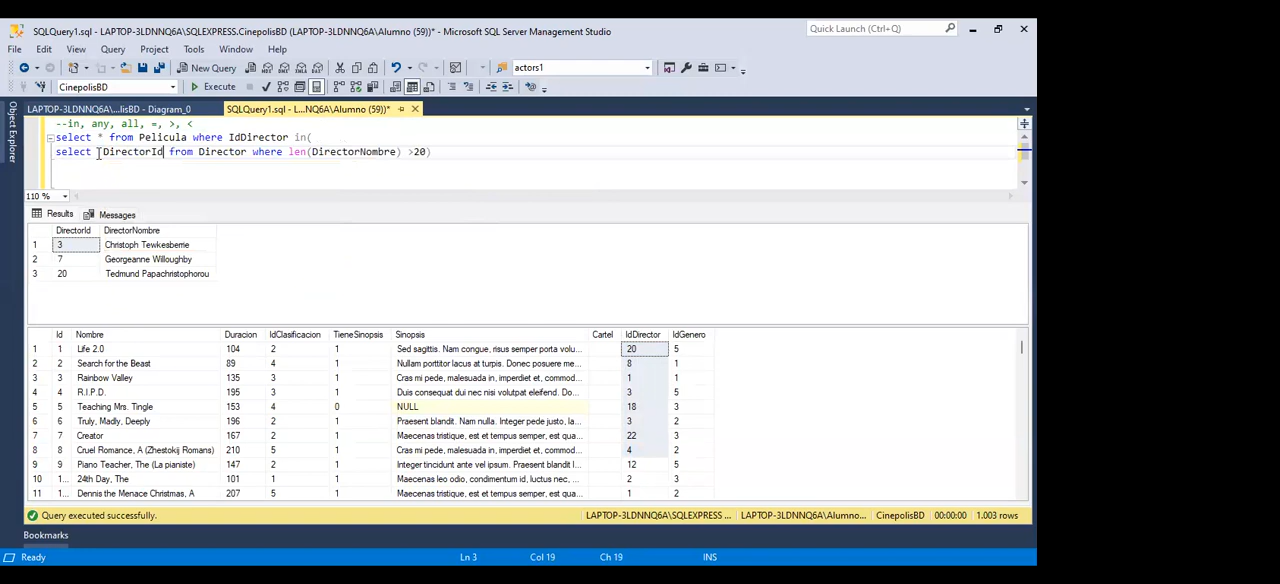 SQLQuery1.sql - LAPTOP-3LDNNQ6A\SQLEXPRESS.CinepolisBD (LAPTOP-3LDNNQ6A\Alumno (59))* - Microsoft SQL Server Management Studio
Quick Launch (Ctrl+Q)
File Edit View Query Project Tools Window Help
New Query
actors1
CinepolisBD
Execute
Object Explorer
LAPTOP-3LDNNQ6A\...lisBD - Diagram_0
SQLQuery1.sql - L...NQ6A\Alumno (59))*
--in, any, all, =, >, <
select * from Pelicula where IdDirector in(
select DirectorId from Director where len(DirectorNombre) >20)
110 %
Results Messages
DirectorId DirectorNombre
1 3 Christoph Tewkesberrie
2 7 Georgeanne Willoughby
3 20 Tedmund Papachristophorou
Id Nombre Duracion IdClasificacion TieneSinopsis Sinopsis Cartel IdDirector IdGenero
1 1 Life 2.0 104 2 1 Sed sagittis. Nam congue, risus semper porta volu... 20 5
2 2 Search for the Beast 89 4 1 Nullam porttitor lacus at turpis. Donec posuere me... 8 1
3 3 Rainbow Valley 135 3 1 Cras mi pede, malesuada in, imperdiet et, commod... 1 1
4 4 R.I.P.D. 195 3 1 Duis consequat dui nec nisi volutpat eleifend. Do... 3 5
5 5 Teaching Mrs. Tingle 153 4 0 NULL 18 3
6 6 Truly, Madly, Deeply 196 2 1 Praesent blandit. Nam nulla. Integer pede justo, la... 3 2
7 7 Creator 167 2 1 Maecenas tristique, est et tempus semper, est qua... 22 3
8 8 Cruel Romance, A (Zhestokij Romans) 210 5 1 Cras mi pede, malesuada in, imperdiet et, commod... 4 2
9 9 Piano Teacher, The (La pianiste) 147 2 1 Integer tincidunt ante vel ipsum. Praesent blandit l... 12 5
10 1... 24th Day, The 101 1 1 Maecenas leo odio, condimentum id, luctus nec, ... 2 3
11 1... Dennis the Menace Christmas, A 207 5 1 Maecenas tristique, est et tempus semper, est qua... 1 2
Query executed successfully.
LAPTOP-3LDNNQ6A\SQLEXPRESS ... LAPTOP-3LDNNQ6A\Alumno... CinepolisBD 00:00:00 1.003 rows
Bookmarks
Ready Ln 3 Col 19 Ch 19 INS